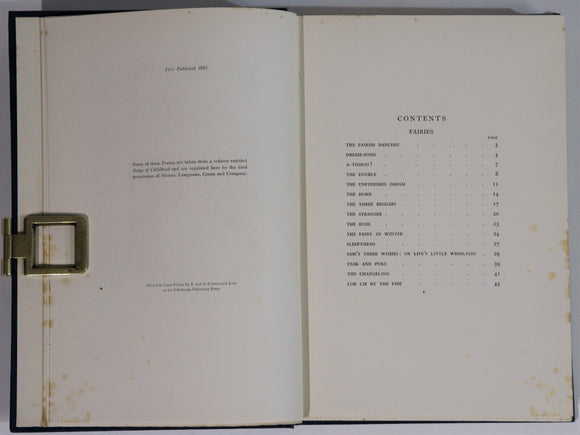 First Published 1922
Some of these Poems are taken from a volume entitled
Songs of Childhood and are reprinted here by the kind
permission of Messrs. Longmans, Green and Company.
Printed in Great Britain by T. and A. Constable Ltd.
at the Edinburgh University Press
CONTENTS
FAIRIES
PAGE
THE FAIRIES DANCING 3
DREAM-SONG 4
A-TISHOO! 7
THE DOUBLE 8
THE UNFINISHED DREAM 11
THE HORN 14
THE THREE BEGGARS 17
THE STRANGER 20
THE RUIN 23
THE FAIRY IN WINTER 24
SLEEPYHEAD 27
SAM'S THREE WISHES: OR LIFE'S LITTLE WHIRLIGIG 29
PEAK AND PUKE 39
THE CHANGELING 41
LOB LIE BY THE FIRE 45